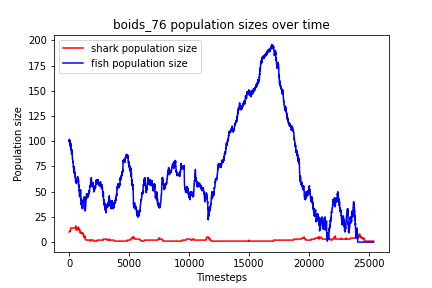 boids_76 population sizes over time
shark population size
fish population size
Population size
200
175
150
125
100
75
50
25
0
0 5000 10000 15000 20000 25000
Timesteps